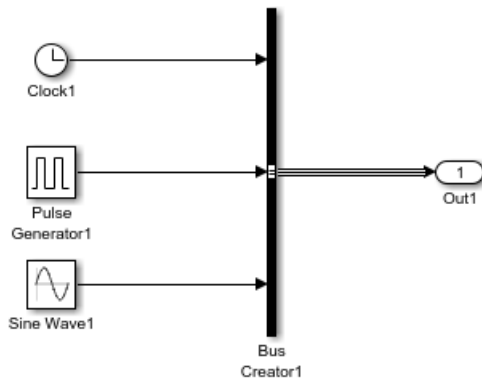 Clock1
Pulse
Generator1
Sine Wave1
Bus
Creator1
1
Out1